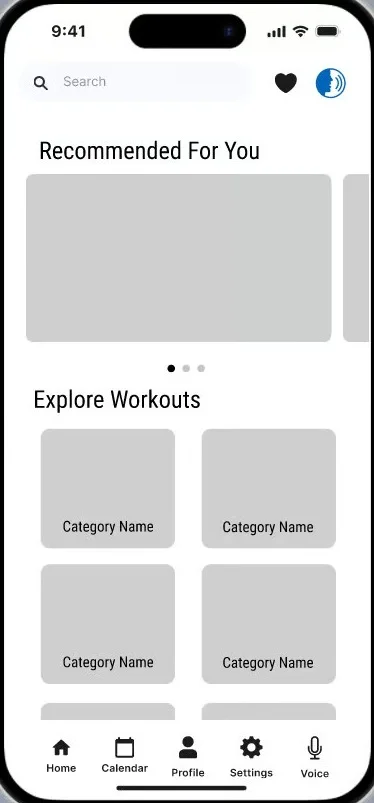 9:41
Search
Recommended For You
Explore Workouts
Category Name
Category Name
Category Name
Category Name
Home
Calendar
Profile
Settings
Voice